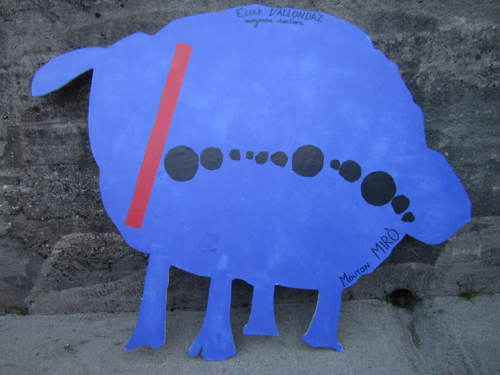 ECOLE D'ALLONDAZ
moyenne section
MOUTON MIRÒ